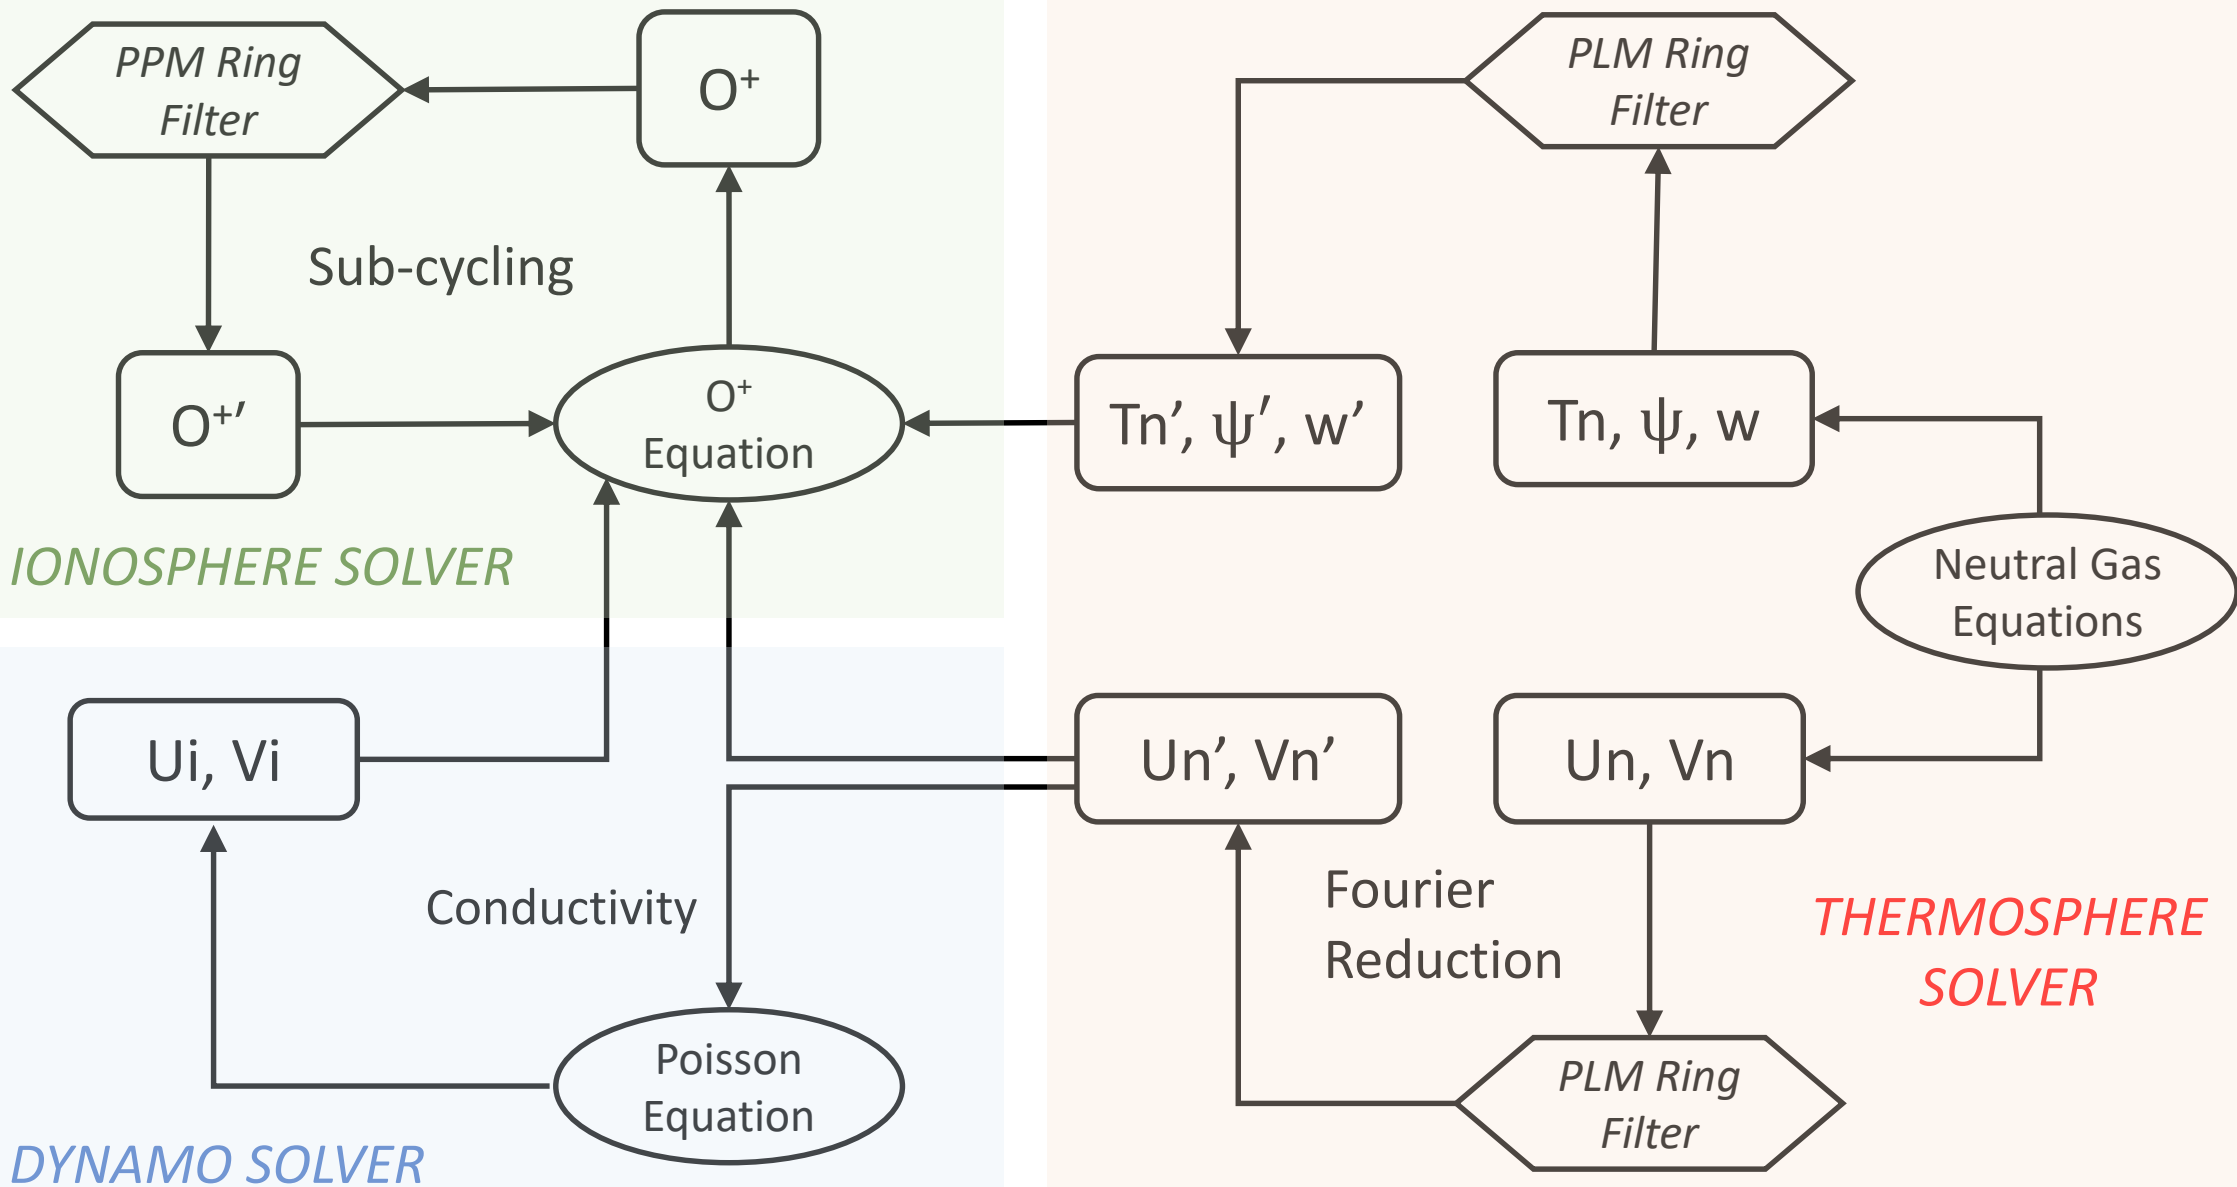 PPM Ring
Filter
O⁺
Sub-cycling
O⁺′
O⁺
Equation
IONOSPHERE SOLVER
PLM Ring
Filter
Tn′, ψ′, w′
Tn, ψ, w
Neutral Gas
Equations
Ui, Vi
Conductivity
Poisson
Equation
DYNAMO SOLVER
Un′, Vn′
Un, Vn
Fourier
Reduction
THERMOSPHERE
SOLVER
PLM Ring
Filter